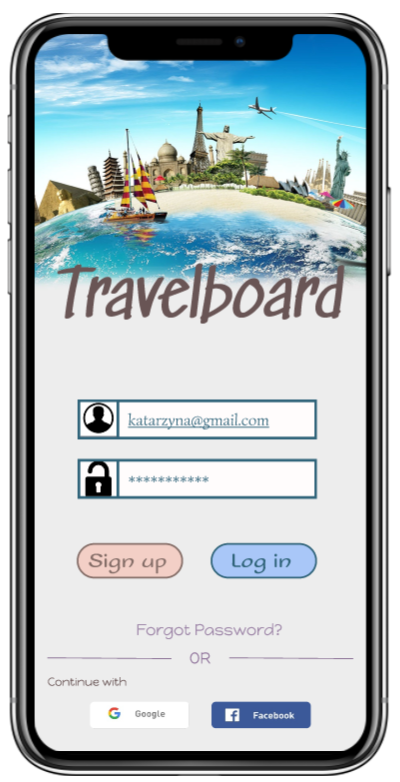 Travelboard
katarzyna@gmail.com
***********
Sign up Log in
Forgot Password?
OR
Continue with
Google Facebook